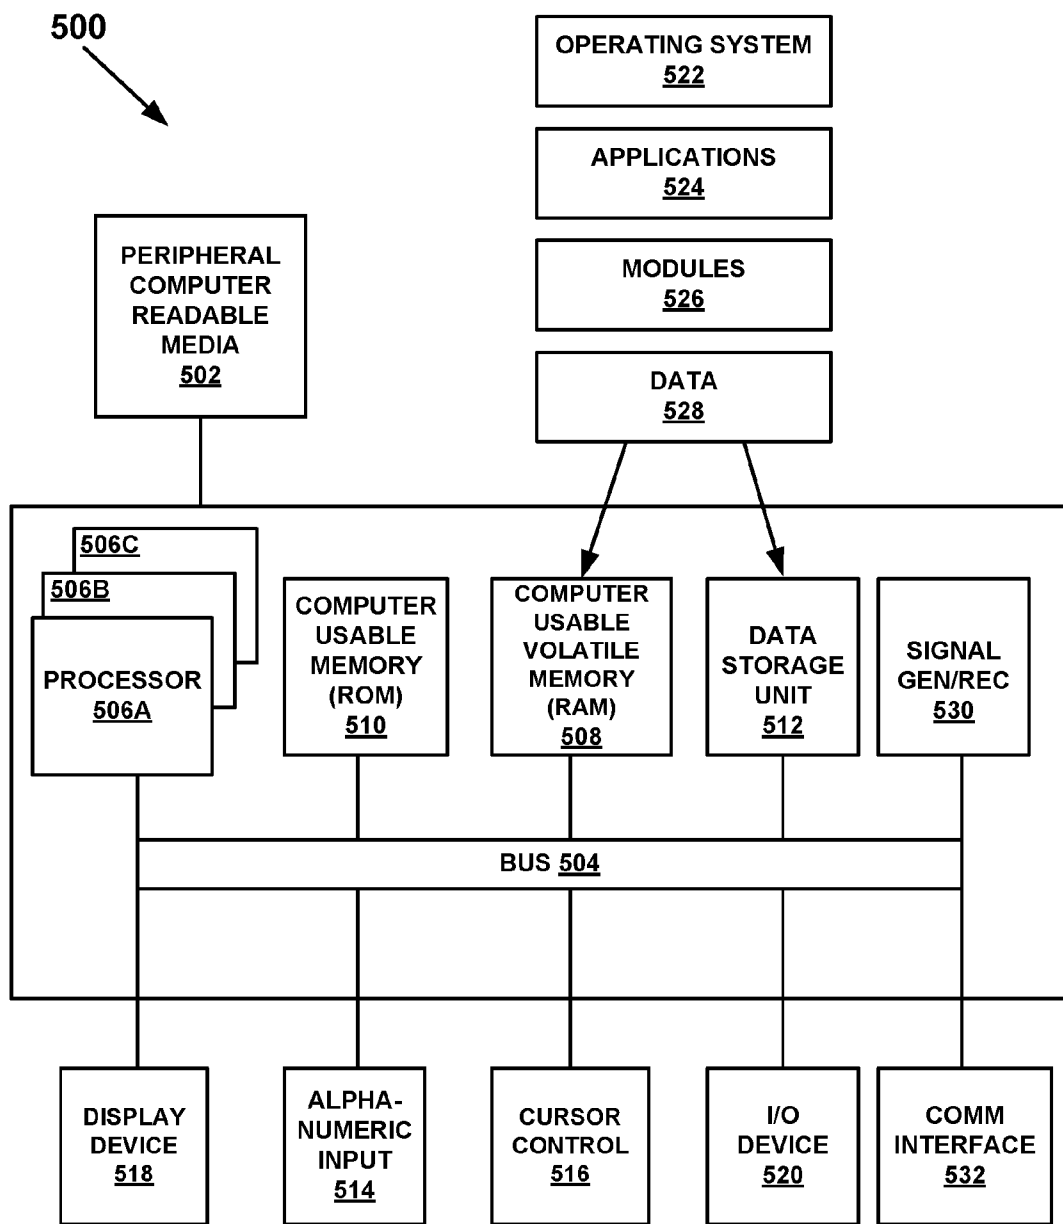 500
OPERATING SYSTEM
522
APPLICATIONS
524
MODULES
526
DATA
528
PERIPHERAL
COMPUTER
READABLE
MEDIA
502
506C
506B
PROCESSOR
506A
COMPUTER
USABLE
MEMORY
(ROM)
510
COMPUTER
USABLE
VOLATILE
MEMORY
(RAM)
508
DATA
STORAGE
UNIT
512
SIGNAL
GEN/REC
530
BUS 504
DISPLAY
DEVICE
518
ALPHA-
NUMERIC
INPUT
514
CURSOR
CONTROL
516
I/O
DEVICE
520
COMM
INTERFACE
532